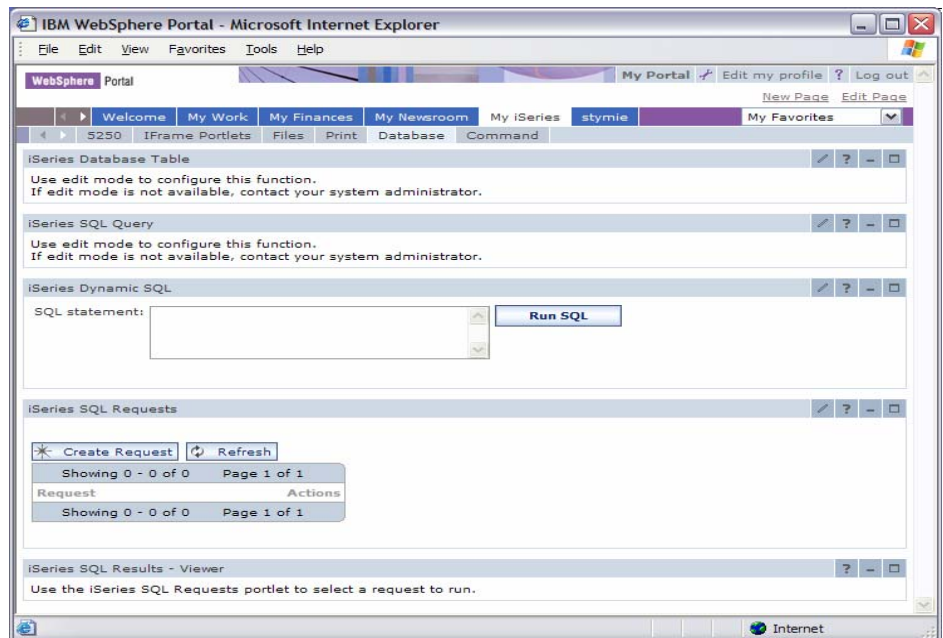 IBM WebSphere Portal - Microsoft Internet Explorer
File Edit View Favorites Tools Help
WebSphere Portal My Portal Edit my profile ? Log out
New Page Edit Page
Welcome My Work My Finances My Newsroom My iSeries stymie My Favorites
5250 IFrame Portlets Files Print Database Command
iSeries Database Table ?
Use edit mode to configure this function.
If edit mode is not available, contact your system administrator.
iSeries SQL Query ?
Use edit mode to configure this function.
If edit mode is not available, contact your system administrator.
iSeries Dynamic SQL ?
SQL statement: Run SQL
iSeries SQL Requests ?
Create Request Refresh
Showing 0 - 0 of 0 Page 1 of 1
Request Actions
Showing 0 - 0 of 0 Page 1 of 1
iSeries SQL Results - Viewer ?
Use the iSeries SQL Requests portlet to select a request to run.
Internet